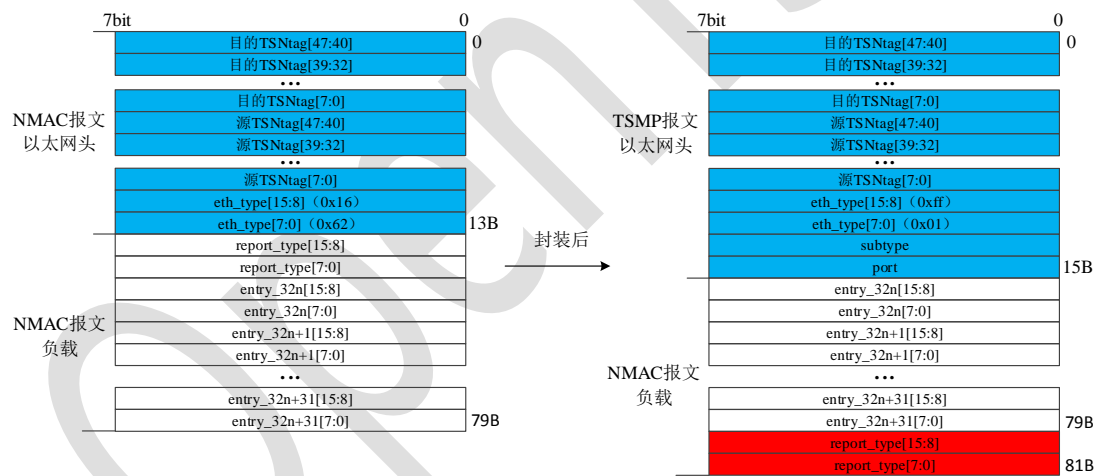 7bit
0
目的TSNtag[47:40]
0
目的TSNtag[39:32]
...
目的TSNtag[7:0]
NMAC报文
以太网头
源TSNtag[47:40]
源TSNtag[39:32]
...
源TSNtag[7:0]
eth_type[15:8]（0x16）
eth_type[7:0]（0x62）
13B
report_type[15:8]
report_type[7:0]
entry_32n[15:8]
entry_32n[7:0]
NMAC报文
负载
entry_32n+1[15:8]
entry_32n+1[7:0]
...
entry_32n+31[15:8]
entry_32n+31[7:0]
79B
封装后
7bit
0
目的TSNtag[47:40]
0
目的TSNtag[39:32]
...
目的TSNtag[7:0]
TSMP报文
以太网头
源TSNtag[47:40]
源TSNtag[39:32]
...
源TSNtag[7:0]
eth_type[15:8]（0xff）
eth_type[7:0]（0x01）
subtype
port
15B
entry_32n[15:8]
entry_32n[7:0]
entry_32n+1[15:8]
entry_32n+1[7:0]
...
NMAC报文
负载
entry_32n+31[15:8]
entry_32n+31[7:0]
79B
report_type[15:8]
report_type[7:0]
81B